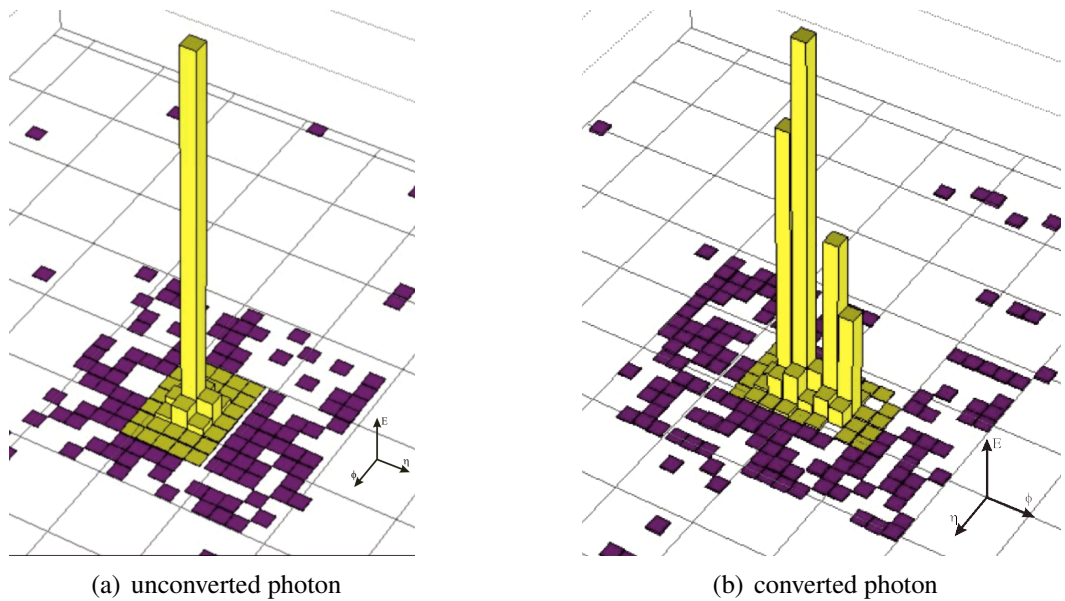 E
η
φ
E
φ
η
(a) unconverted photon
(b) converted photon